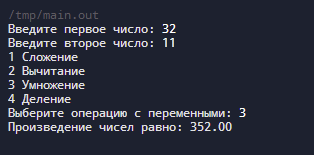 /tmp/main.out
Введите первое число: 32
Введите второе число: 11
1 Сложение
2 Вычитание
3 Умножение
4 Деление
Выберите операцию с переменными: 3
Произведение чисел равно: 352.00